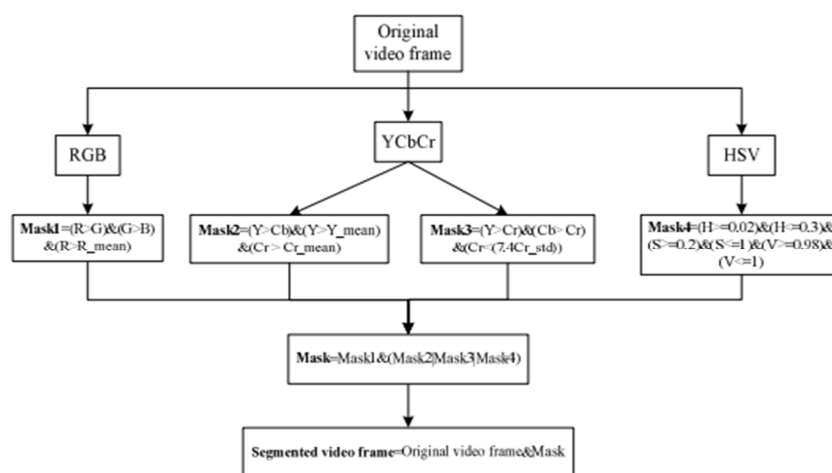 Original
video frame
RGB
YCbCr
HSV
Mask1=(R>G)&(G>B)
&(R>R_mean)
Mask2=(Y>Cb)&(Y>Y_mean)
&(Cr>Cr_mean)
Mask3=(Y>Cr)&(Cb>Cr)
&(Cr<(7.4Cr_std))
Mask4=(H>=0.02)&(H<=0.3)&
(S>=0.2)&(S<=1)&(V>=0.98)&
(V<=1)
Mask=Mask1&(Mask2|Mask3|Mask4)
Segmented video frame=Original video frame&Mask